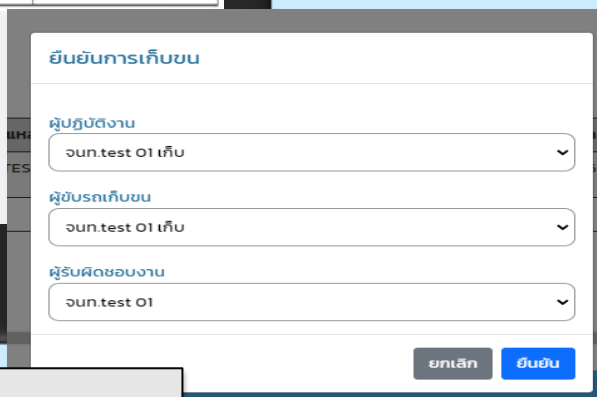 ยืนยันการเก็บขน
ผู้ปฏิบัติงาน
จนท.test 01 เก็บ
ผู้ขับรถเก็บขน
จนท.test 01 เก็บ
ผู้รับผิดชอบงาน
จนท.test 01
ยกเลิก ยืนยัน